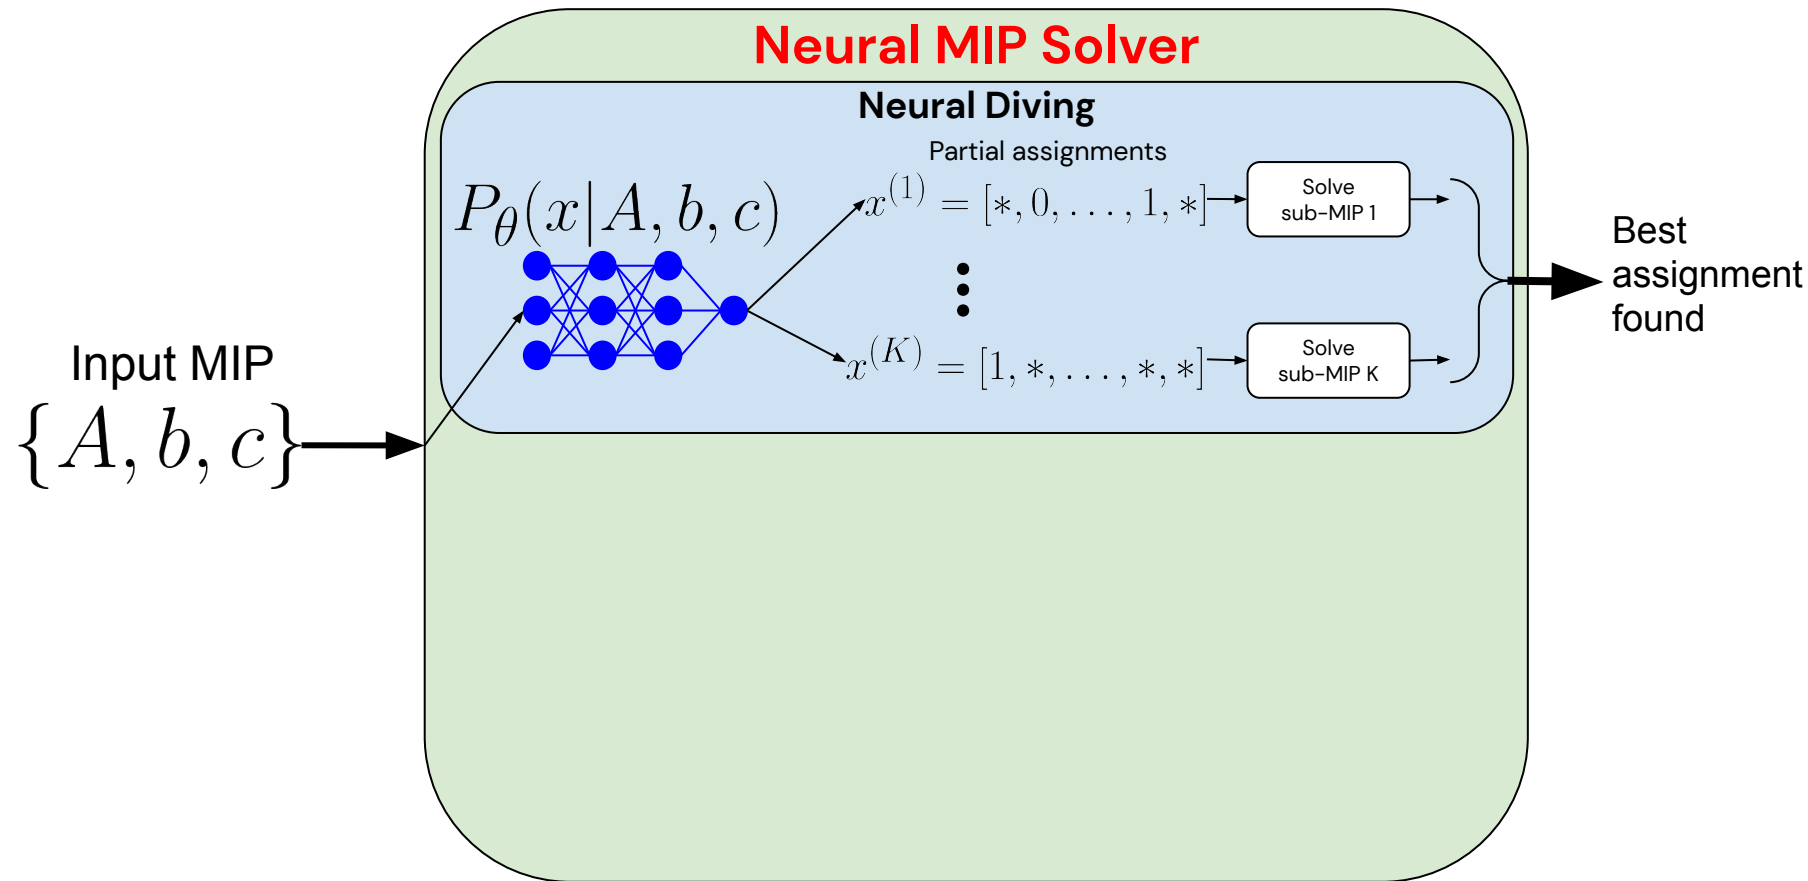 Neural MIP Solver
Neural Diving
Partial assignments
P_θ(x|A, b, c)
x^{(1)} = [∗, 0, . . . , 1, ∗]
Solve
sub-MIP 1
x^{(K)} = [1, ∗, . . . , ∗, ∗]
Solve
sub-MIP K
Input MIP
{A, b, c}
Best
assignment
found